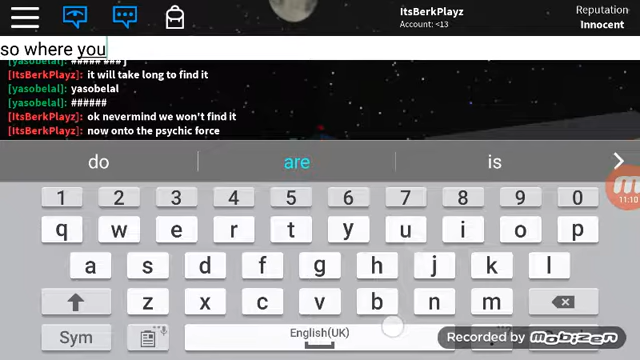 ItsBerkPlayz
Account: <13
Reputation
Innocent
so where you
[yasobelal]: ##### ###
[ItsBerkPlayz]: it will take long to find it
[yasobelal]: yasobelal
[yasobelal]: ######
[ItsBerkPlayz]: ok nevermind we won't find it
[ItsBerkPlayz]: now onto the psychic force
do are is
1 2 3 4 5 6 7 8 9 0
q w e r t y u i o p
a s d f g h j k l
z x c v b n m
Sym English(UK)
11:10
Recorded by Mobizen